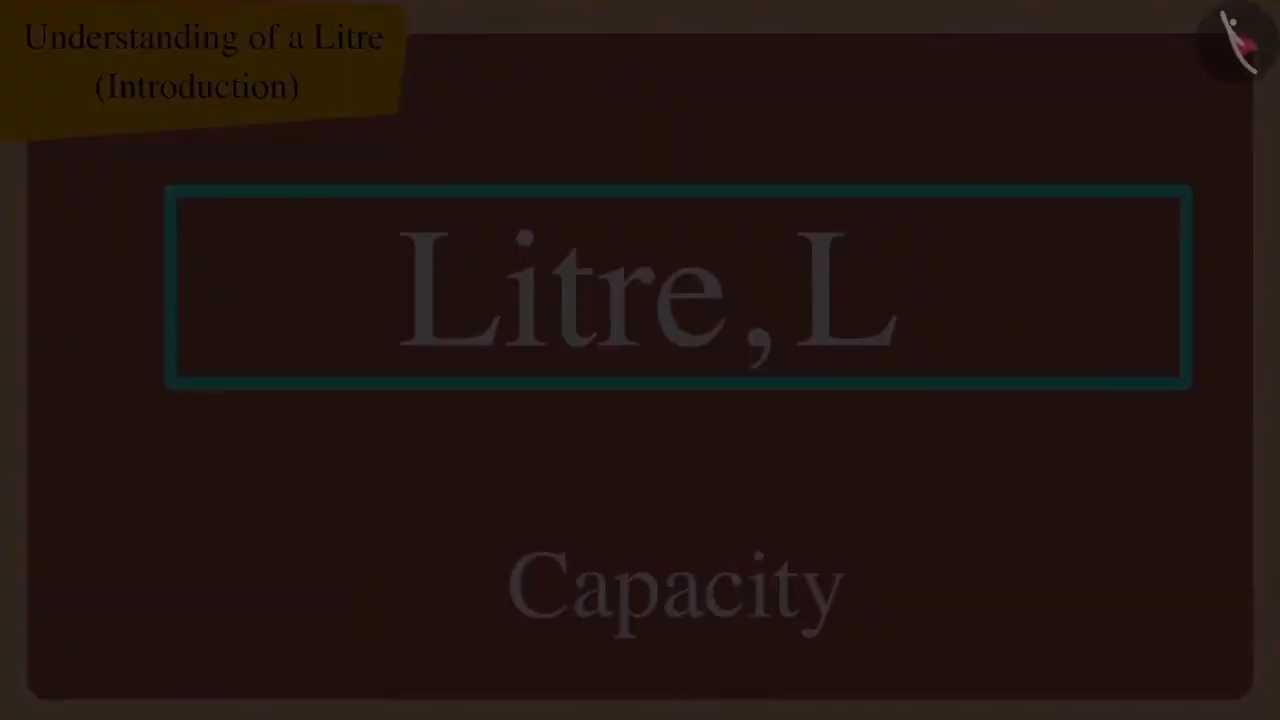 Understanding of a Litre
(Introduction)
Litre, L
Capacity